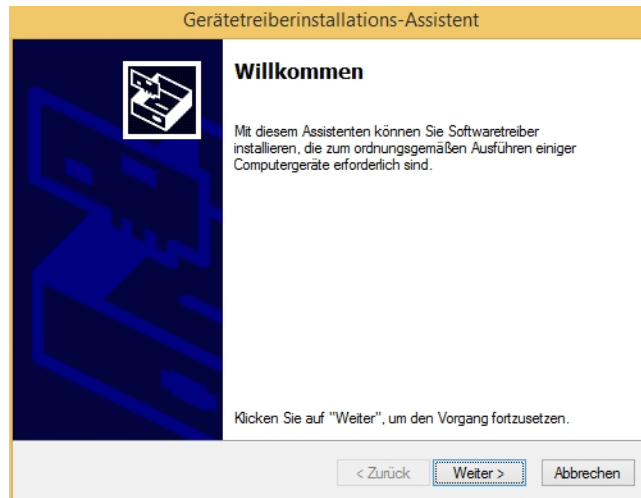 Gerätetreiberinstallations-Assistent
Willkommen
Mit diesem Assistenten können Sie Softwaretreiber
installieren, die zum ordnungsgemäßen Ausführen einiger
Computergeräte erforderlich sind.
Klicken Sie auf "Weiter", um den Vorgang fortzusetzen.
< Zurück Weiter > Abbrechen